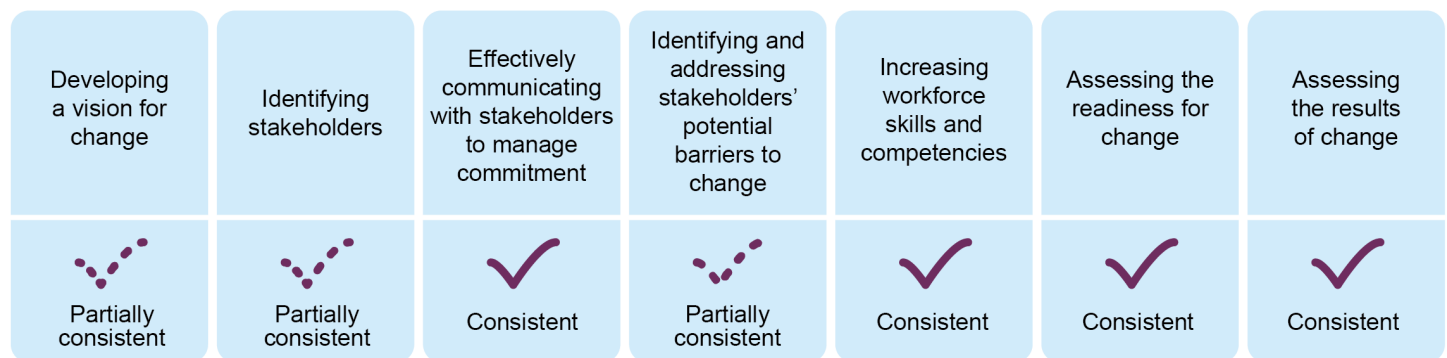 Developing
a vision for
change
Identifying
stakeholders
Effectively
communicating
with stakeholders
to manage
commitment
Identifying and
addressing
stakeholders’
potential
barriers to
change
Increasing
workforce
skills and
competencies
Assessing the
readiness for
change
Assessing
the results
of change
Partially
consistent
Partially
consistent
Consistent
Partially
consistent
Consistent
Consistent
Consistent